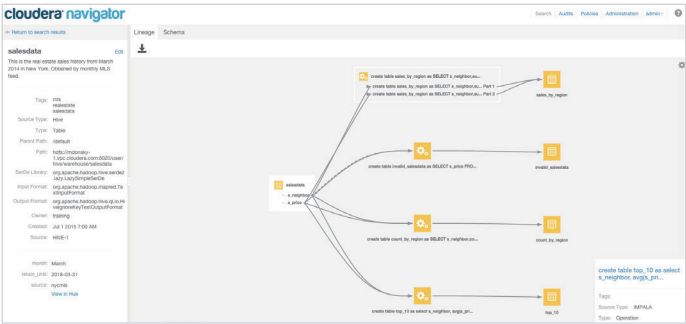 cloudera navigator
Search Audits Policies Administration admin
Return to search results
Lineage Schema
salesdata Edit
This is the real estate sales history from March
2014 in New York. Obtained by monthly MLS
feed.
Tags: mls
realestate
salesdata
Source Type: Hive
Type: Table
Parent Path: /default
Path:
1.vpc.cloudera.com:8020/user/
hive/warehouse/salesdata
SerDe Library: org.apache.hadoop.hive.serde2
.lazy.LazySimpleSerDe
Input Format: org.apache.hadoop.mapred.Te
xtInputFormat
Output Format: org.apache.hadoop.hive.ql.io.Hi
veIgnoreKeyTextOutputFormat
Owner: training
Created: Jul 1 2015 7:00 AM
Source: HIVE-1
month: March
retain_until: 2018-03-31
source: nycmls
View in Hive
create table sales_by_region as SELECT s_neighbor,su...
create table sales_by_region as SELECT s_neighbor,su... Part 1
create table sales_by_region as SELECT s_neighbor,su... Part 2
sales_by_region
create table invalid_salesdata as SELECT s_price FRO...
invalid_salesdata
salesdata
s_neighbor
s_price
create table count_by_region as SELECT s_neighbor,co...
count_by_region
create table top_10 as select s_neighbor, avg(s_pri...
top_10
create table top_10 as select
s_neighbor, avg(s_pri...
Tags:
Source Type: IMPALA
Type: Operation